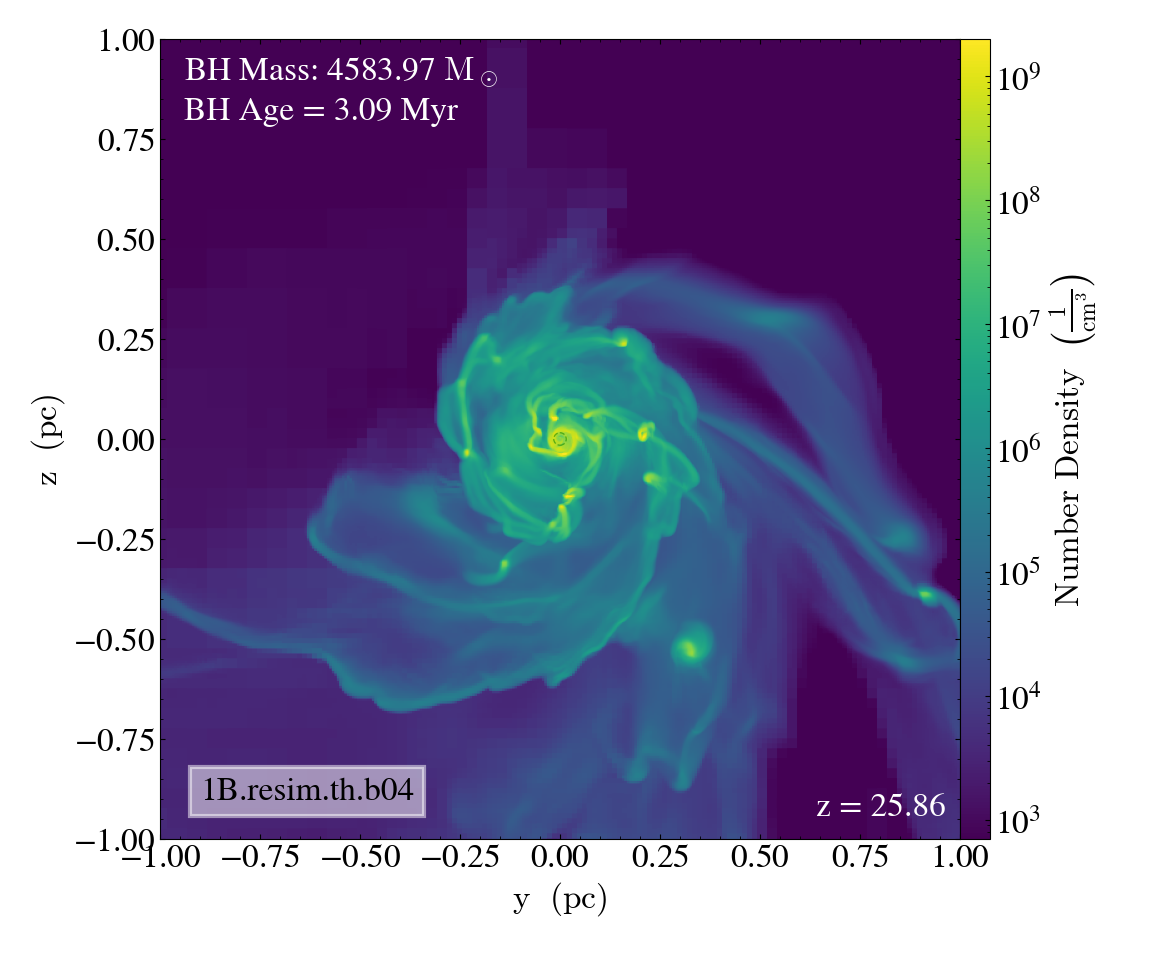 BH Mass: 4583.97 M⊙
BH Age = 3.09 Myr
1.00
0.75
0.50
0.25
0.00
−0.25
−0.50
−0.75
−1.00
z (pc)
1B.resim.th.b04
z = 25.86
−1.00 −0.75 −0.50 −0.25 0.00 0.25 0.50 0.75 1.00
y (pc)
10⁹
10⁸
10⁷
10⁶
10⁵
10⁴
10³
Number Density (1/cm³)